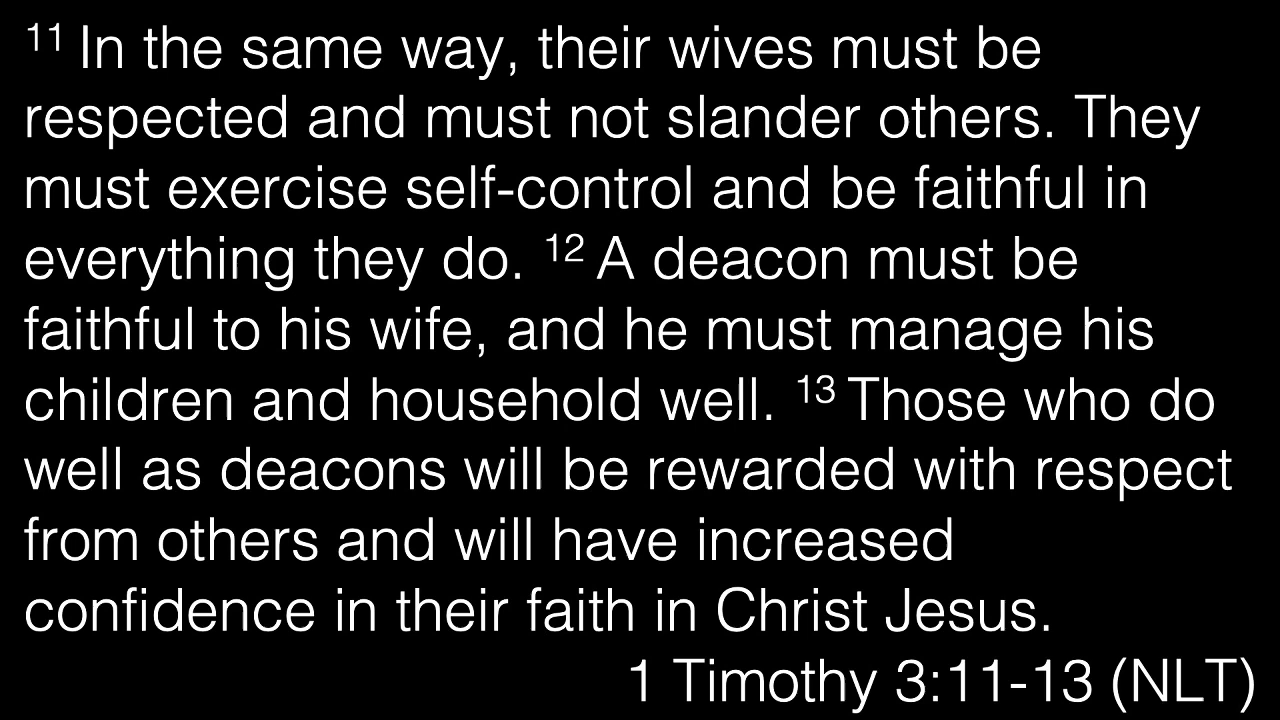 11 In the same way, their wives must be
respected and must not slander others. They
must exercise self-control and be faithful in
everything they do. 12 A deacon must be
faithful to his wife, and he must manage his
children and household well. 13 Those who do
well as deacons will be rewarded with respect
from others and will have increased
confidence in their faith in Christ Jesus.
1 Timothy 3:11-13 (NLT)